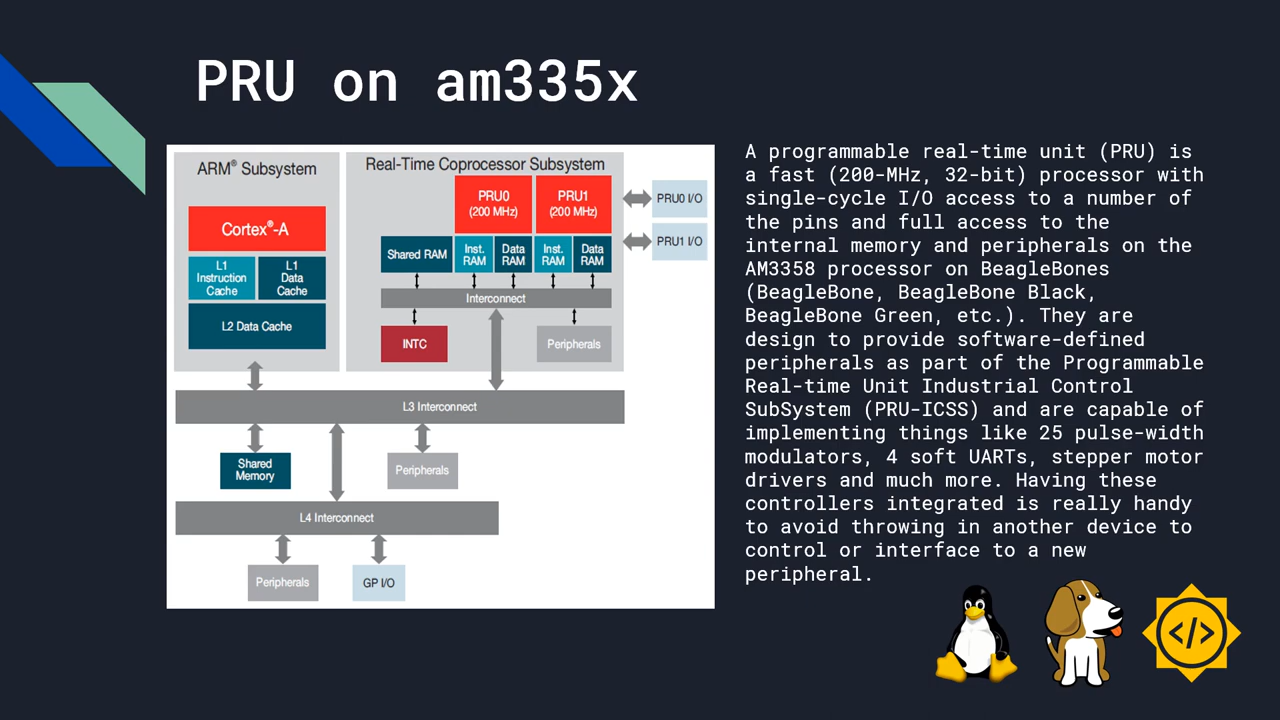 PRU on am335x
ARM® Subsystem
Cortex®-A
L1
Instruction
Cache
L1
Data
Cache
L2 Data Cache
Real-Time Coprocessor Subsystem
PRU0
(200 MHz)
PRU1
(200 MHz)
Shared RAM
Inst.
RAM
Data
RAM
Inst.
RAM
Data
RAM
Interconnect
INTC
Peripherals
PRU0 I/O
PRU1 I/O
L3 Interconnect
Shared
Memory
Peripherals
L4 Interconnect
Peripherals
GP I/O
A programmable real-time unit (PRU) is
a fast (200-MHz, 32-bit) processor with
single-cycle I/O access to a number of
the pins and full access to the
internal memory and peripherals on the
AM3358 processor on BeagleBones
(BeagleBone, BeagleBone Black,
BeagleBone Green, etc.). They are
design to provide software-defined
peripherals as part of the Programmable
Real-time Unit Industrial Control
SubSystem (PRU-ICSS) and are capable of
implementing things like 25 pulse-width
modulators, 4 soft UARTs, stepper motor
drivers and much more. Having these
controllers integrated is really handy
to avoid throwing in another device to
control or interface to a new
peripheral.
</>